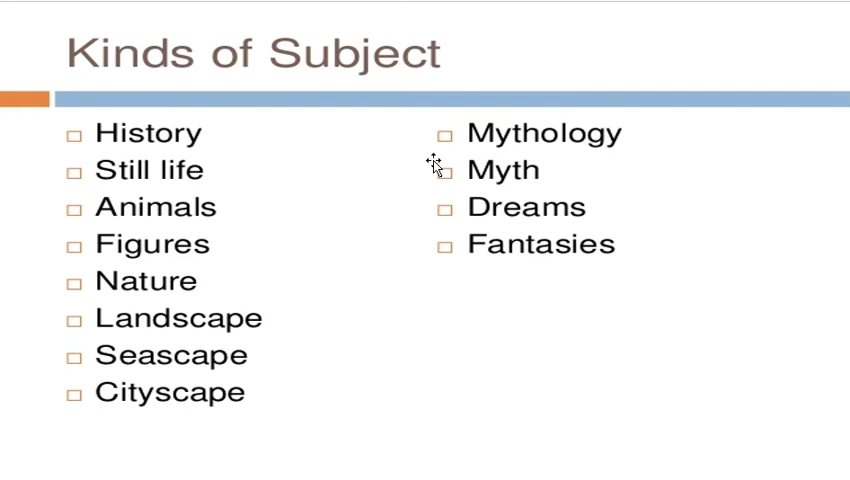 Kinds of Subject
History
Still life
Animals
Figures
Nature
Landscape
Seascape
Cityscape
Mythology
Myth
Dreams
Fantasies